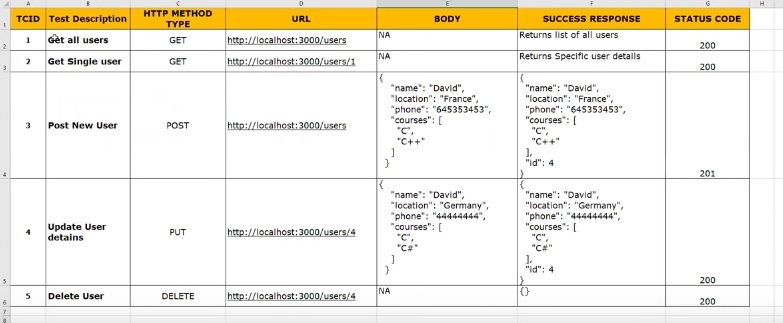 A B C D E F G H
1 TCID Test Description HTTP METHOD TYPE URL BODY SUCCESS RESPONSE STATUS CODE
2 1 Get all users GET http://localhost:3000/users NA Returns list of all users 200
3 2 Get Single user GET http://localhost:3000/users/1 NA Returns Specific user details 200
4 3 Post New User POST http://localhost:3000/users
{
"name": "David",
"location": "France",
"phone": "645353453",
"courses": [
"C",
"C++"
]
}
{
"name": "David",
"location": "France",
"phone": "645353453",
"courses": [
"C",
"C++"
],
"id": 4
}
201
5 4 Update User detains PUT http://localhost:3000/users/4
{
"name": "David",
"location": "Germany",
"phone": "44444444",
"courses": [
"C",
"C#"
]
}
{
"name": "David",
"location": "Germany",
"phone": "44444444",
"courses": [
"C",
"C#"
],
"id": 4
}
200
6 5 Delete User DELETE http://localhost:3000/users/4 NA {} 200
7
8